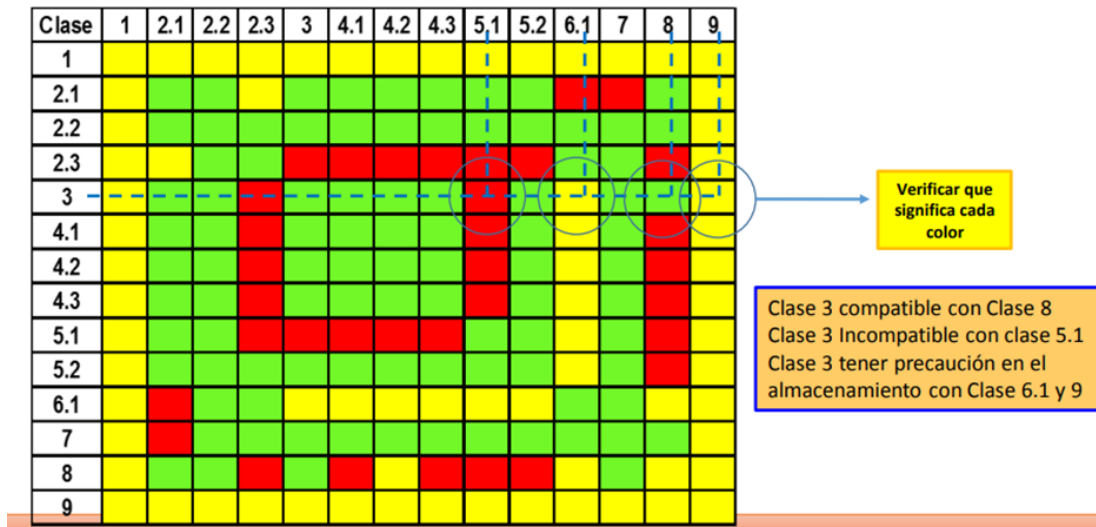 Clase 1 2.1 2.2 2.3 3 4.1 4.2 4.3 5.1 5.2 6.1 7 8 9
1
2.1
2.2
2.3
3
4.1
4.2
4.3
5.1
5.2
6.1
7
8
9
Verificar que
significa cada
color
Clase 3 compatible con Clase 8
Clase 3 Incompatible con clase 5.1
Clase 3 tener precaución en el
almacenamiento con Clase 6.1 y 9